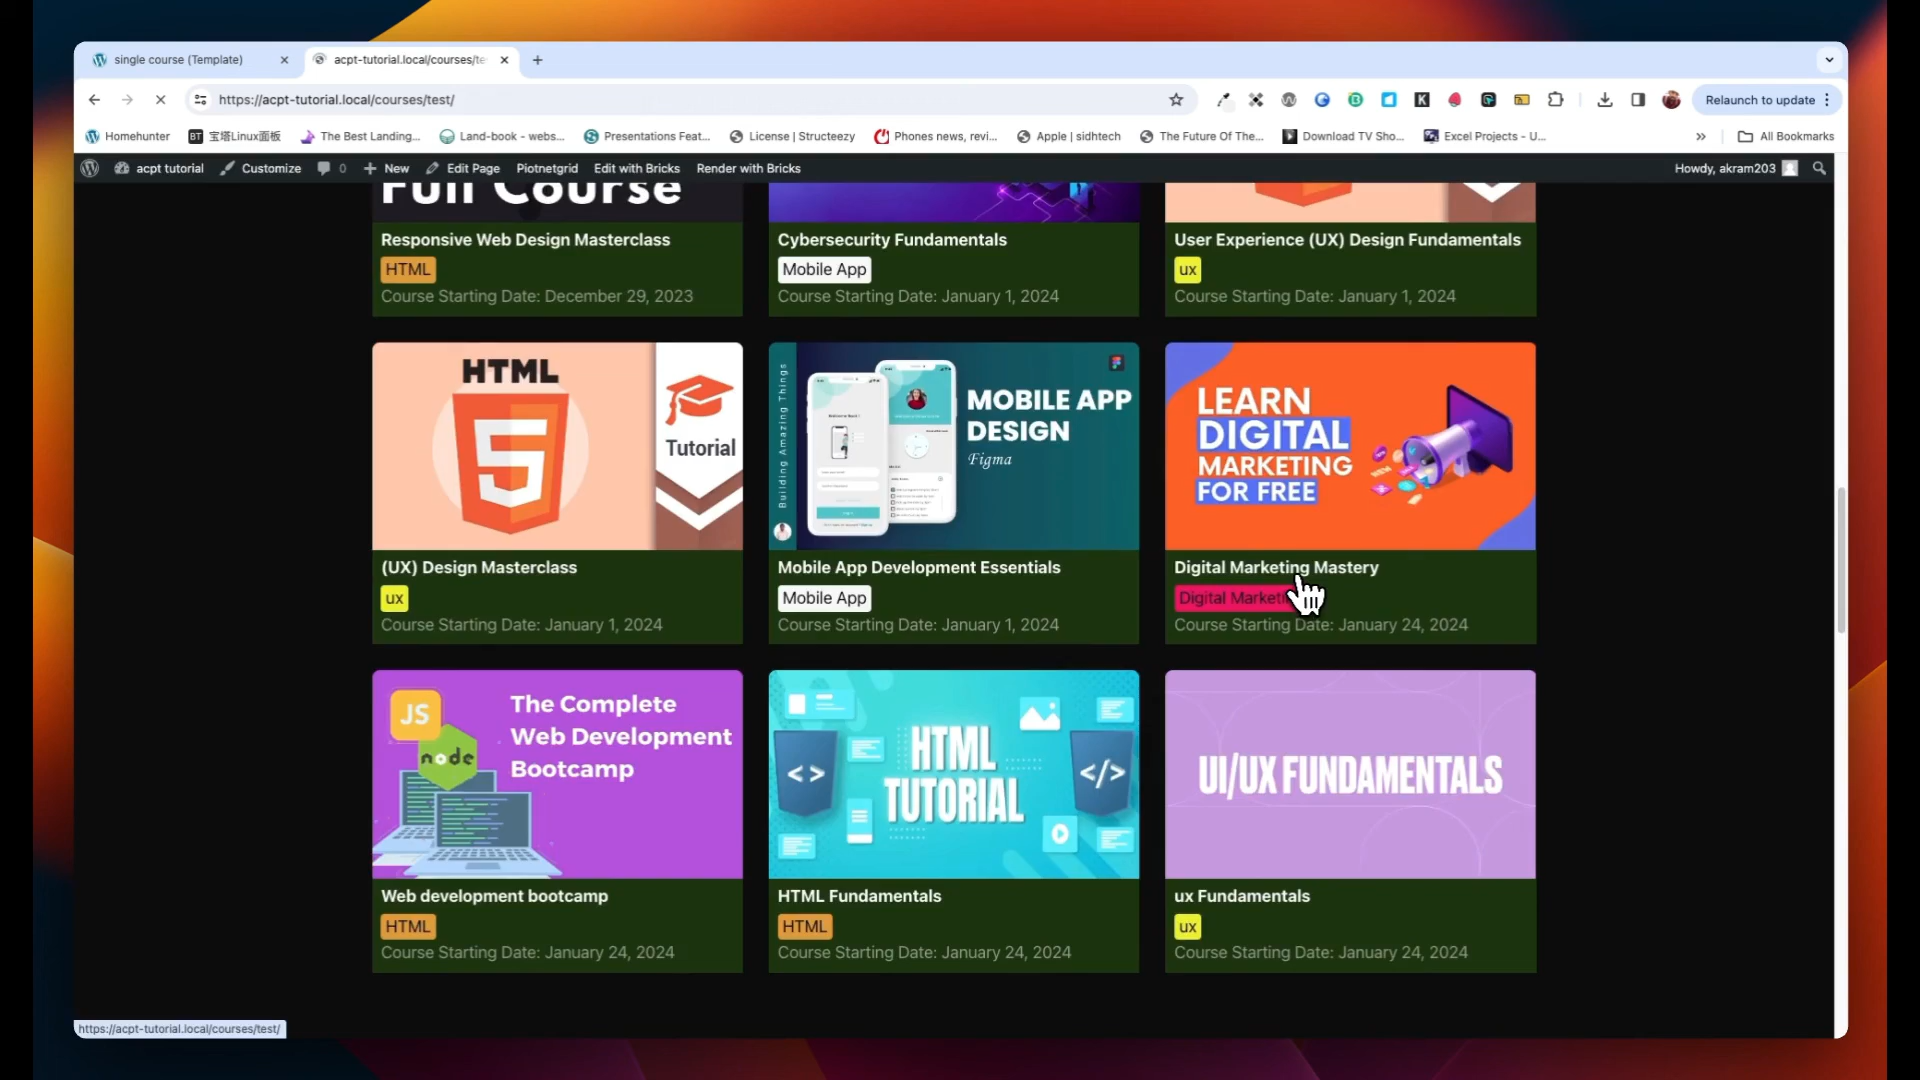 single course (Template)
acpt-tutorial.local/courses/te
https://acpt-tutorial.local/courses/test/
Relaunch to update
Homehunter
BT 宝塔Linux面板
The Best Landing...
Land-book - webs...
Presentations Feat...
License | Structeezy
Phones news, revi...
Apple | sidhtech
The Future Of The...
Download TV Sho...
Excel Projects - U...
»
All Bookmarks
acpt tutorial
Customize
0
New
Edit Page
Piotnetgrid
Edit with Bricks
Render with Bricks
Howdy, akram203
Full Course
Responsive Web Design Masterclass
HTML
Course Starting Date: December 29, 2023
Cybersecurity Fundamentals
Mobile App
Course Starting Date: January 1, 2024
User Experience (UX) Design Fundamentals
ux
Course Starting Date: January 1, 2024
HTML
5
Tutorial
(UX) Design Masterclass
ux
Course Starting Date: January 1, 2024
Building Amazing Things
MOBILE APP
DESIGN
Figma
Mobile App Development Essentials
Mobile App
Course Starting Date: January 1, 2024
LEARN
DIGITAL
MARKETING
FOR FREE
Digital Marketing Mastery
Digital Marketi
Course Starting Date: January 24, 2024
JS
node
The Complete
Web Development
Bootcamp
Web development bootcamp
HTML
Course Starting Date: January 24, 2024
< >
HTML
TUTORIAL
</>
HTML Fundamentals
HTML
Course Starting Date: January 24, 2024
UI/UX FUNDAMENTALS
ux Fundamentals
ux
Course Starting Date: January 24, 2024
https://acpt-tutorial.local/courses/test/